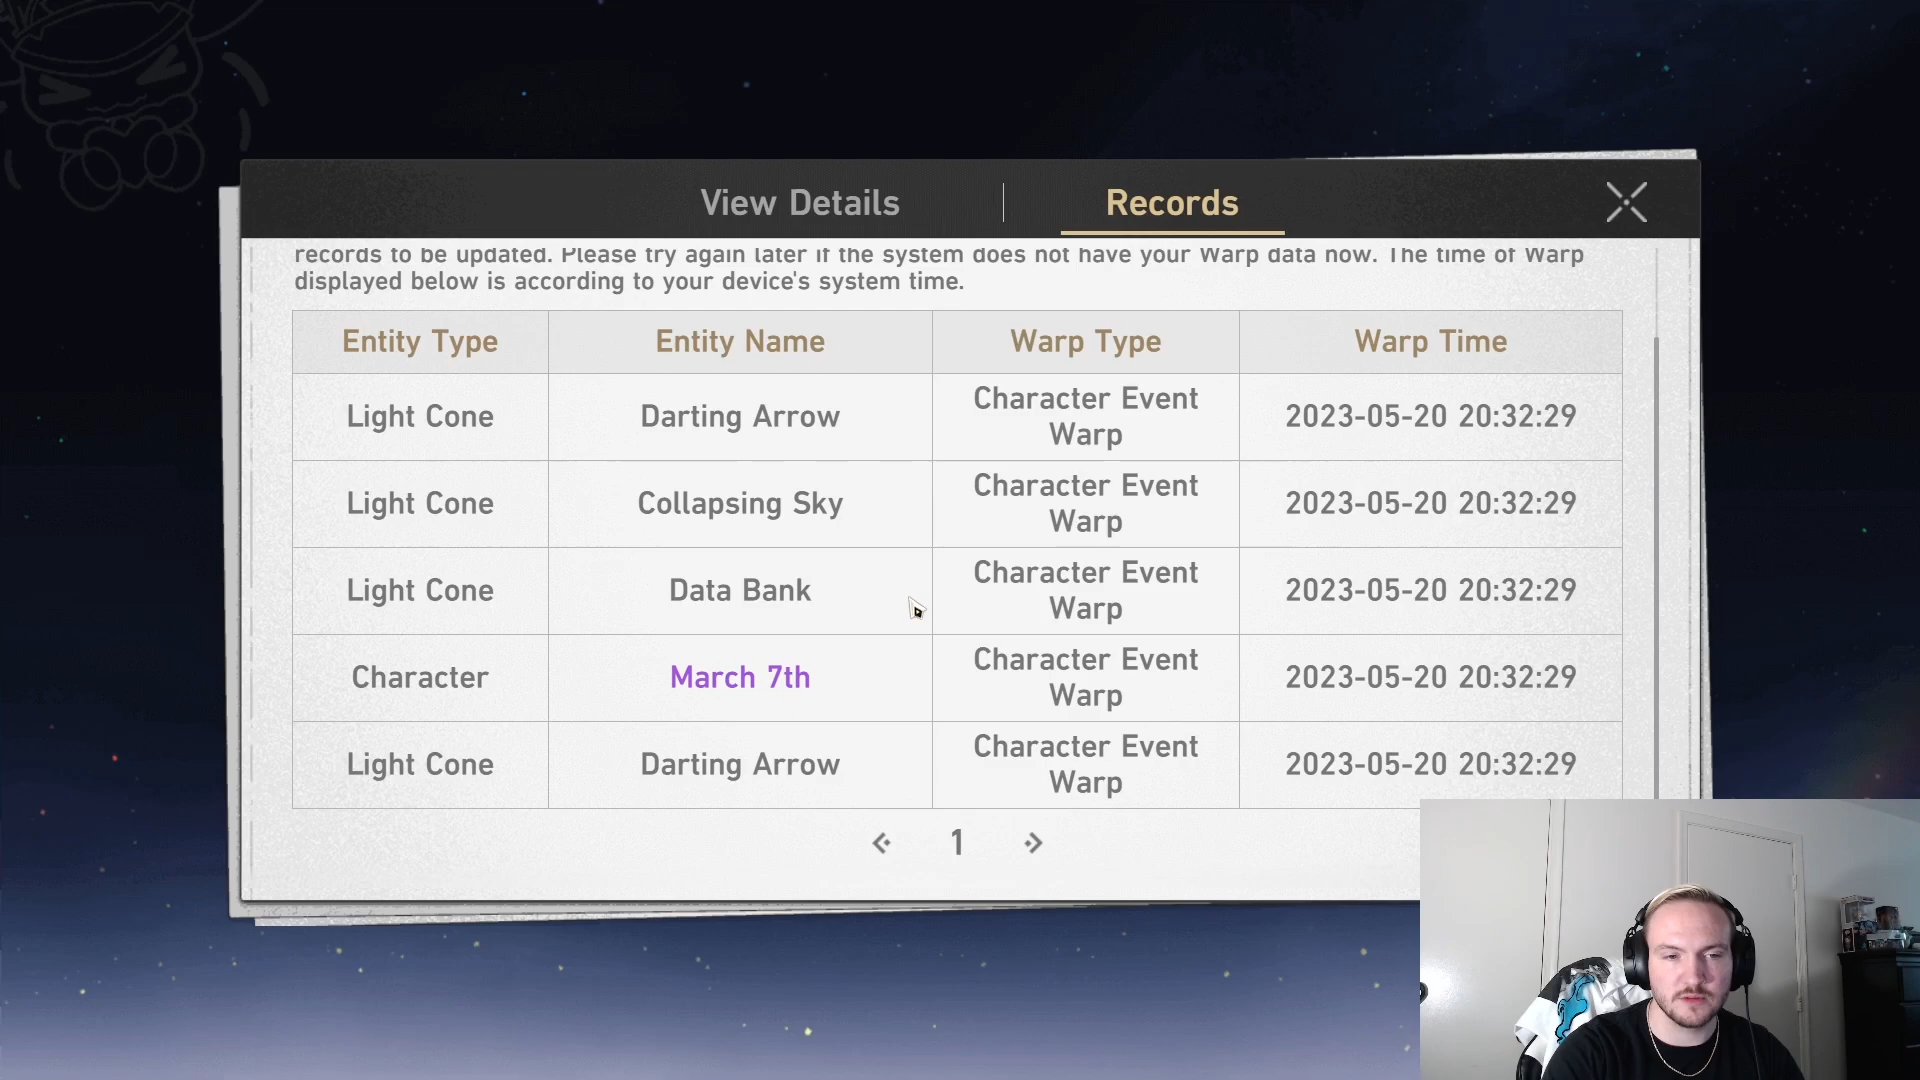 View Details
Records
records to be updated. Please try again later if the system does not have your Warp data now. The time of Warp
displayed below is according to your device's system time.
Entity Type Entity Name Warp Type Warp Time
Light Cone Darting Arrow Character Event Warp 2023-05-20 20:32:29
Light Cone Collapsing Sky Character Event Warp 2023-05-20 20:32:29
Light Cone Data Bank Character Event Warp 2023-05-20 20:32:29
Character March 7th Character Event Warp 2023-05-20 20:32:29
Light Cone Darting Arrow Character Event Warp 2023-05-20 20:32:29
1